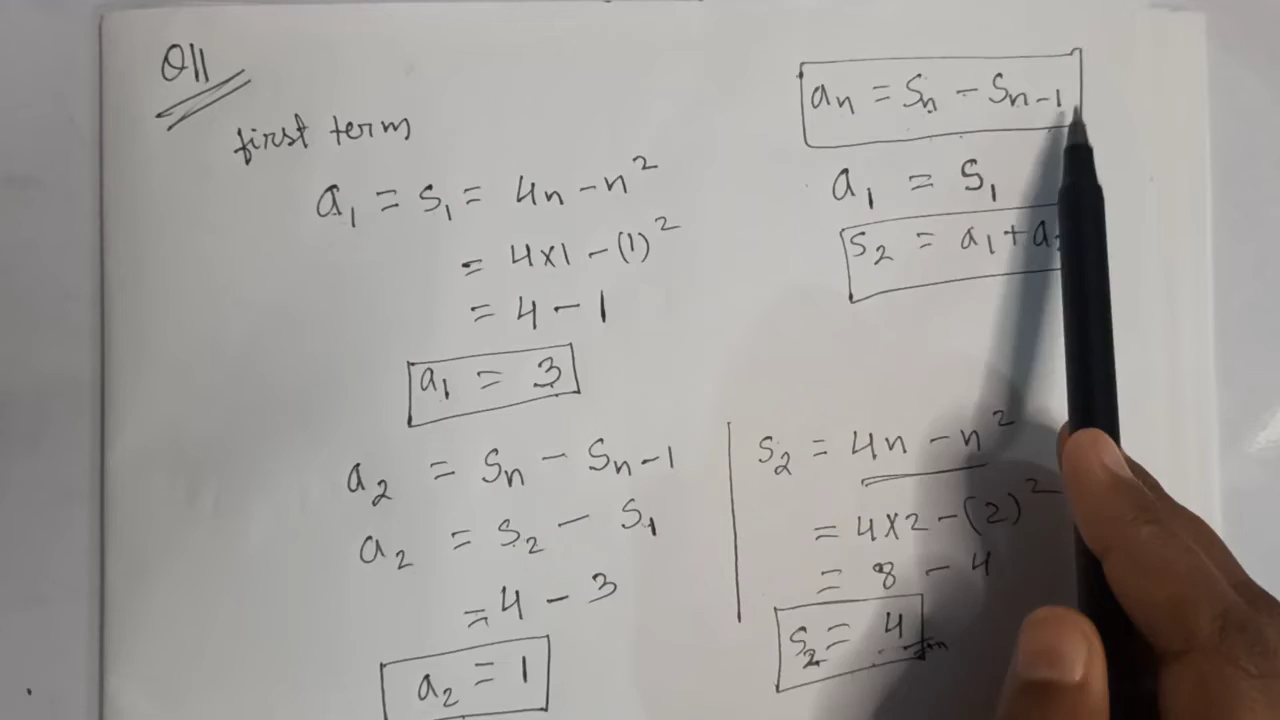 Q11
first term
a₁ = S₁ = 4n - n²
= 4×1 - (1)²
= 4 - 1
a₁ = 3
a₂ = Sn - Sn-1
a₂ = S₂ - S₁
= 4 - 3
a₂ = 1
an = Sn - Sn-1
a₁ = S₁
S₂ = a₁ + a
S₂ = 4n - n²
= 4×2 - (2)²
= 8 - 4
S₂ = 4